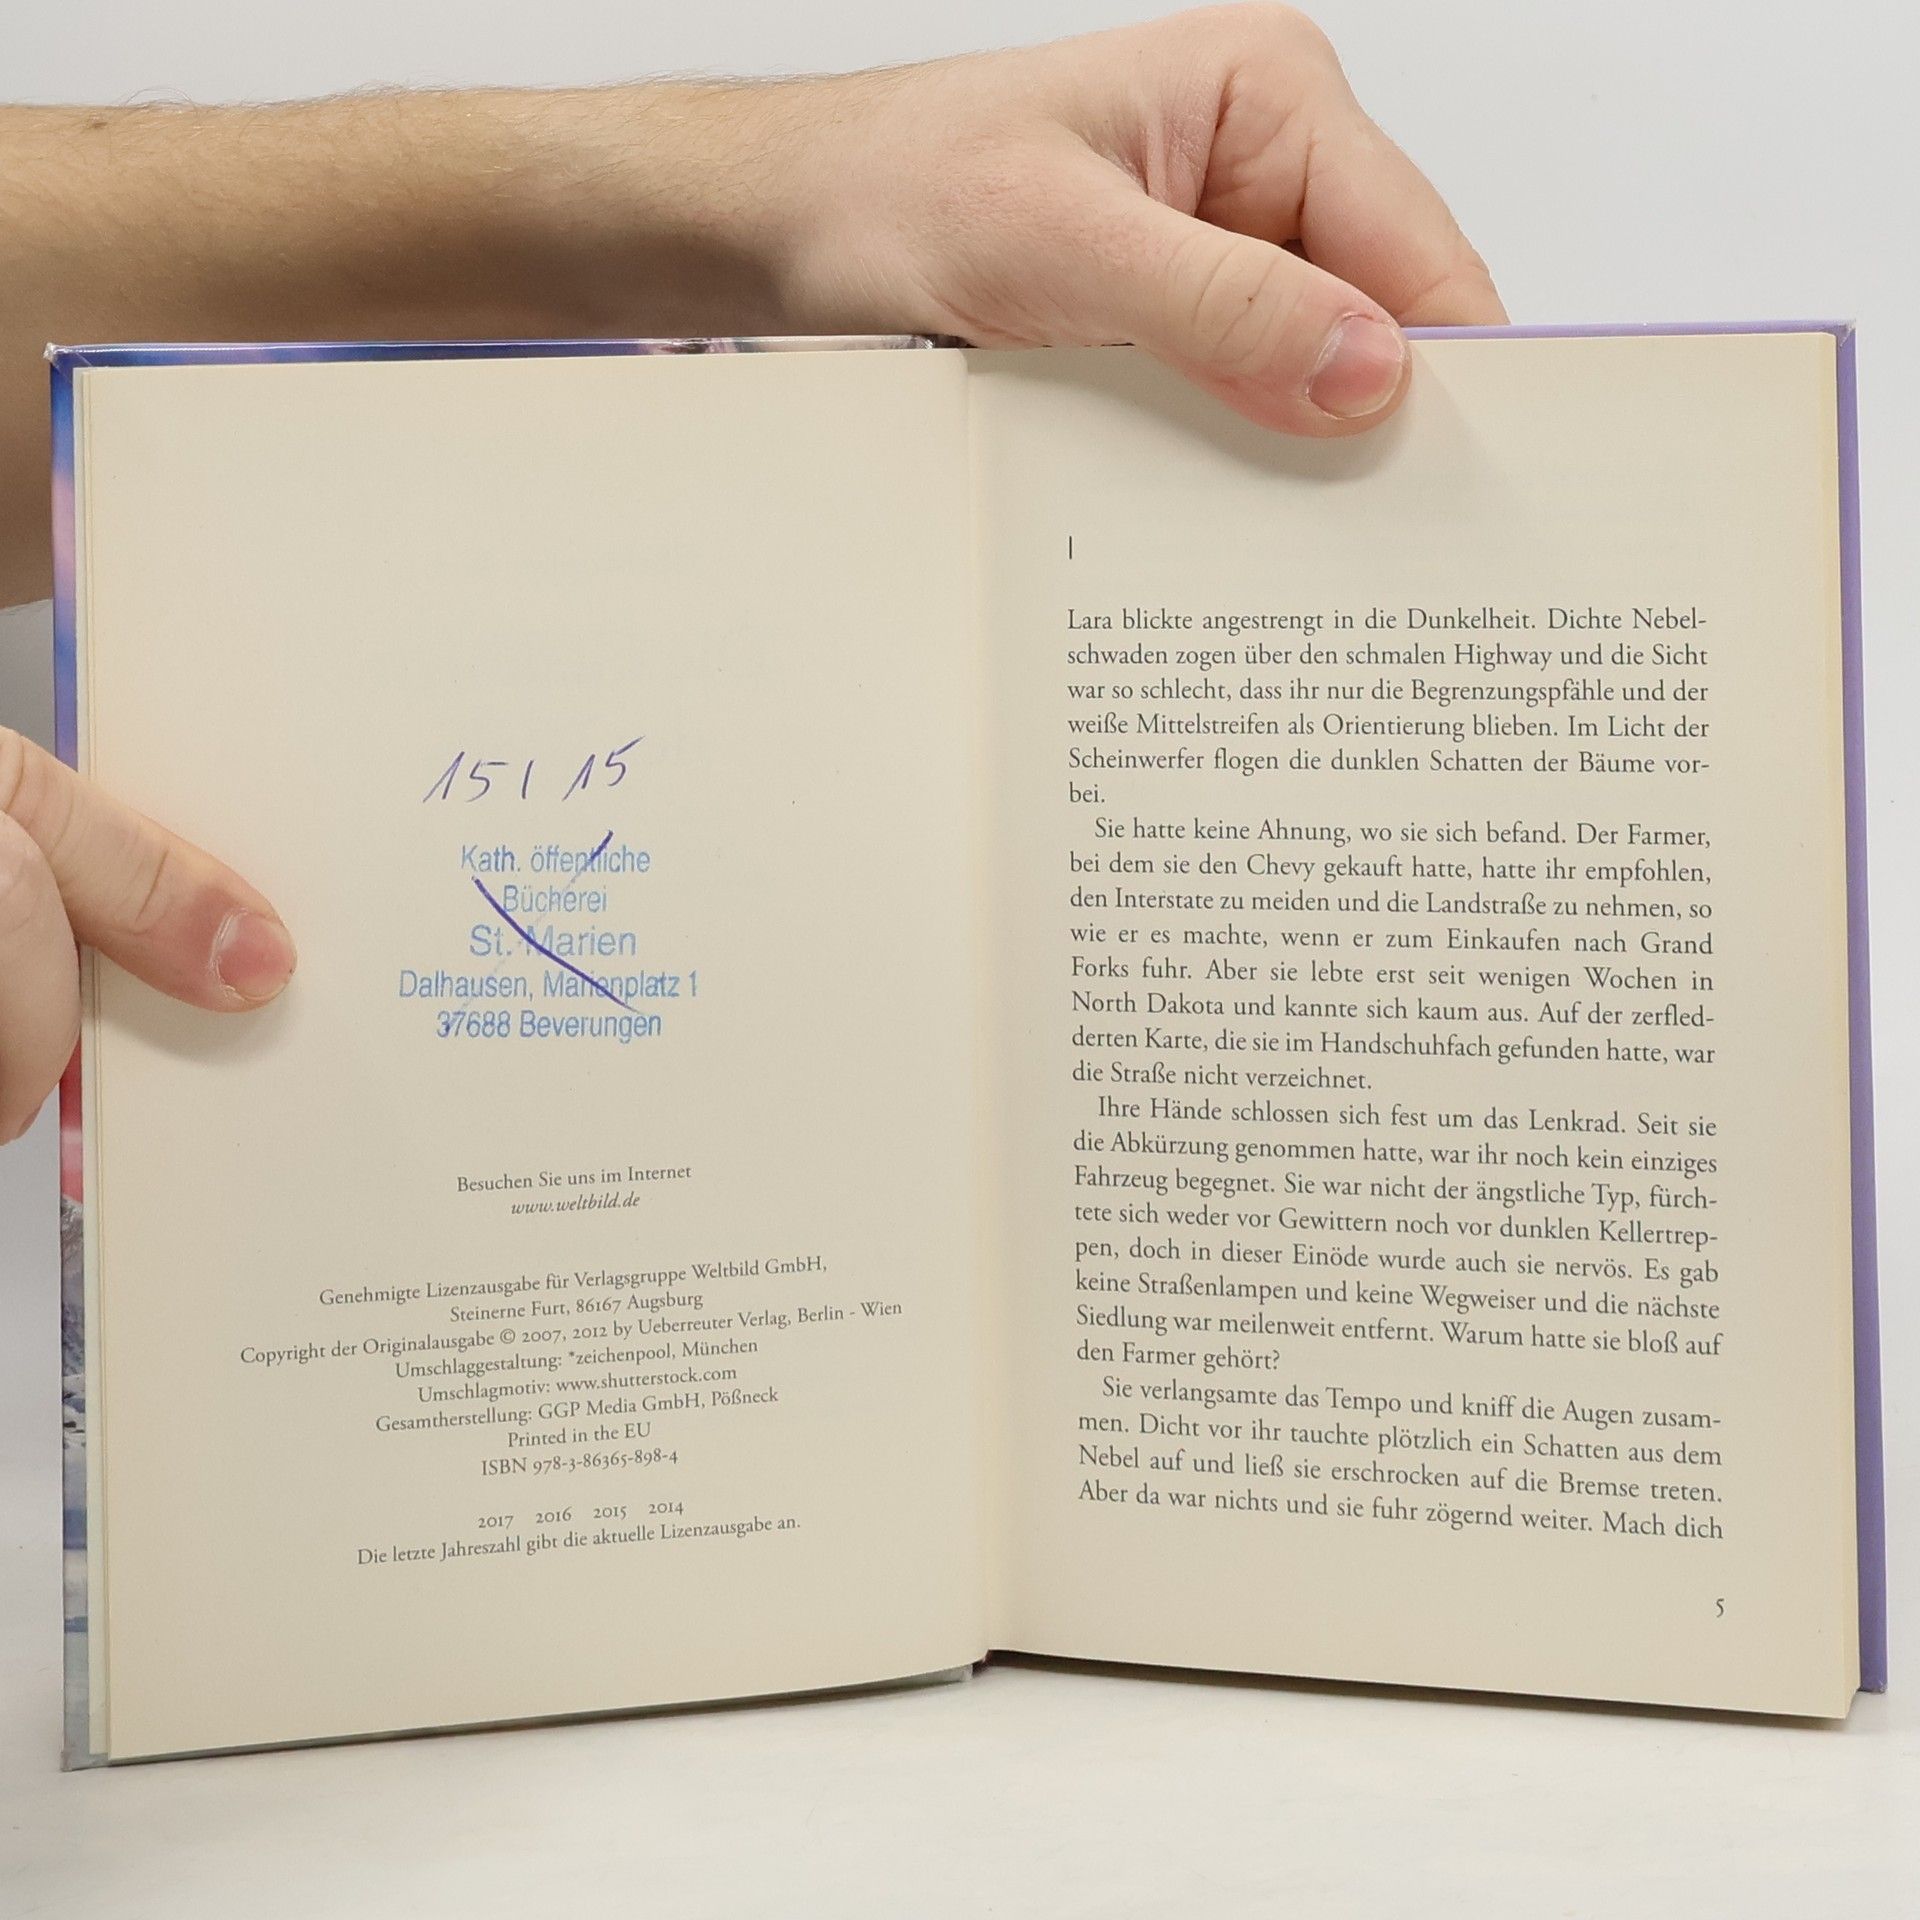 151 15
Kath. öffentliche
Bücherei
St. Marien
Dalhausen, Marienplatz 1
37688 Beverungen
Besuchen Sie uns im Internet
www.weltbild.de
Genehmigte Lizenzausgabe für Verlagsgruppe Weltbild GmbH,
Steinerne Furt, 86167 Augsburg
Copyright der Originalausgabe © 2007, 2012 by Ueberreuter Verlag, Berlin - Wien
Umschlaggestaltung: *zeichenpool, München
Umschlagmotiv: www.shutterstock.com
Gesamtherstellung: GGP Media GmbH, Pößneck
Printed in the EU
ISBN 978-3-86365-898-4
2017 2016 2015 2014
Die letzte Jahreszahl gibt die aktuelle Lizenzausgabe an.
I
Lara blickte angestrengt in die Dunkelheit. Dichte Nebel-
schwaden zogen über den schmalen Highway und die Sicht
war so schlecht, dass ihr nur die Begrenzungspfähle und der
weiße Mittelstreifen als Orientierung blieben. Im Licht der
Scheinwerfer flogen die dunklen Schatten der Bäume vor-
bei.
Sie hatte keine Ahnung, wo sie sich befand. Der Farmer,
bei dem sie den Chevy gekauft hatte, hatte ihr empfohlen,
den Interstate zu meiden und die Landstraße zu nehmen, so
wie er es machte, wenn er zum Einkaufen nach Grand
Forks fuhr. Aber sie lebte erst seit wenigen Wochen in
North Dakota und kannte sich kaum aus. Auf der zerfled-
derten Karte, die sie im Handschuhfach gefunden hatte, war
die Straße nicht verzeichnet.
Ihre Hände schlossen sich fest um das Lenkrad. Seit sie
die Abkürzung genommen hatte, war ihr noch kein einziges
Fahrzeug begegnet. Sie war nicht der ängstliche Typ, fürch-
tete sich weder vor Gewittern noch vor dunklen Kellertrep-
pen, doch in dieser Einöde wurde auch sie nervös. Es gab
keine Straßenlampen und keine Wegweiser und die nächste
Siedlung war meilenweit entfernt. Warum hatte sie bloß auf
den Farmer gehört?
Sie verlangsamte das Tempo und kniff die Augen zusam-
men. Dicht vor ihr tauchte plötzlich ein Schatten aus dem
Nebel auf und ließ sie erschrocken auf die Bremse treten.
Aber da war nichts und sie fuhr zögernd weiter. Mach dich
5